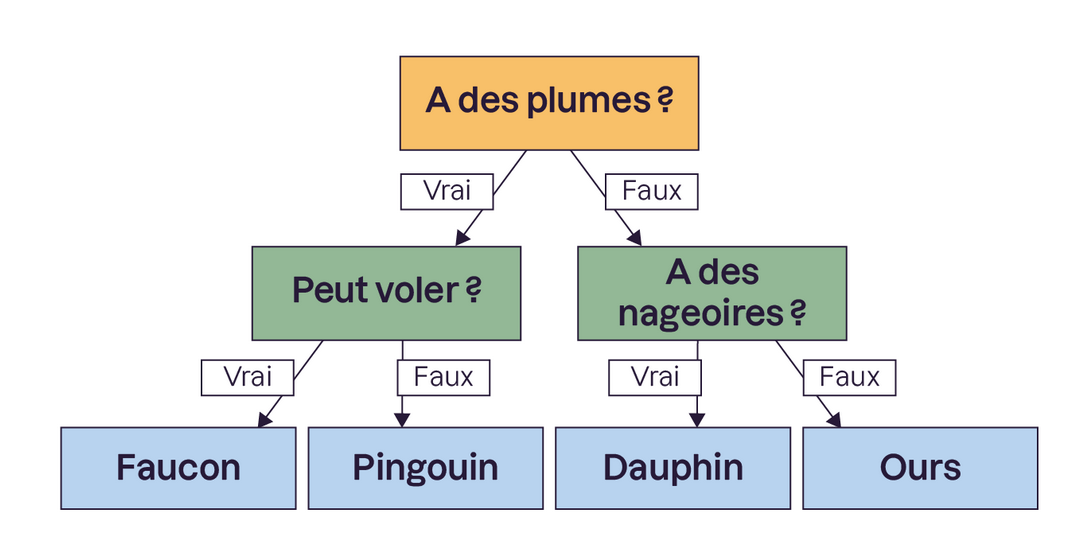 A des plumes ?
Vrai
Faux
Peut voler ?
A des
nageoires ?
Vrai
Faux
Vrai
Faux
Faucon
Pingouin
Dauphin
Ours